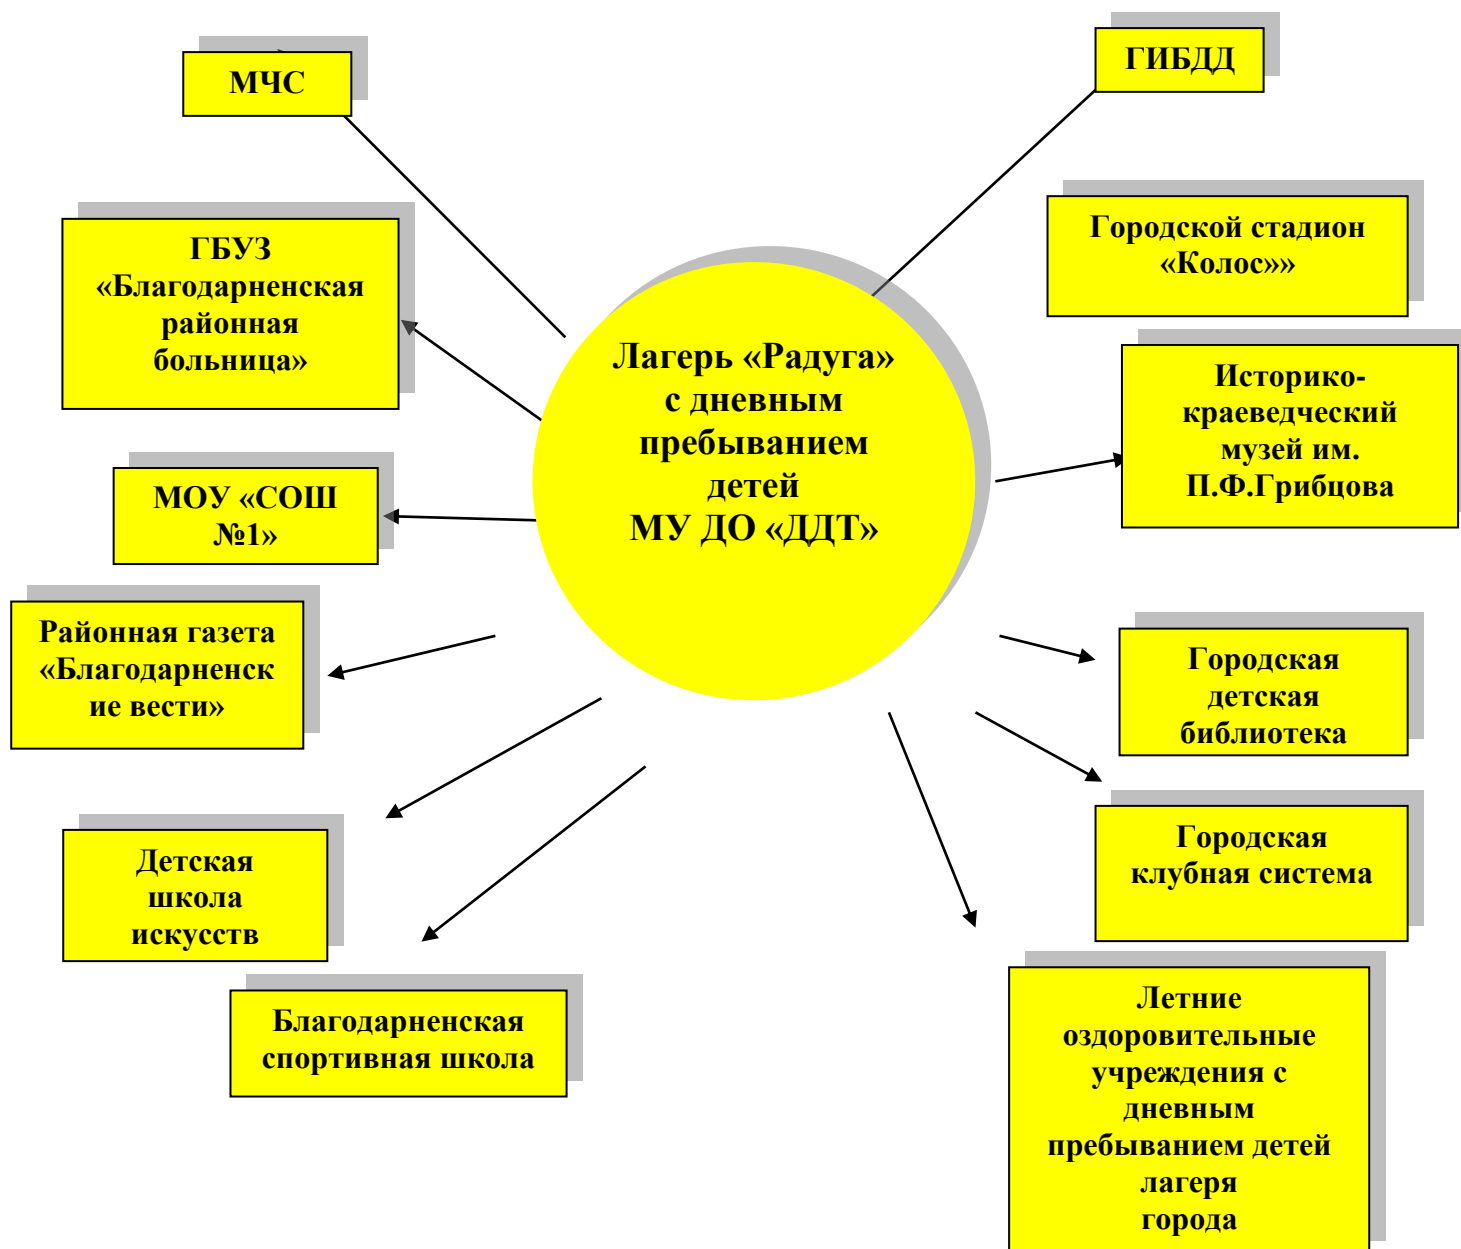 МЧС
ГИБДД
ГБУЗ
«Благодарненская
районная
больница»
Городской стадион
«Колос»»
Лагерь «Радуга»
с дневным
пребыванием
детей
МУ ДО «ДДТ»
Историко-
краеведческий
музей им.
П.Ф.Грибцова
МОУ «СОШ
№1»
Районная газета
«Благодарненск
ие вести»
Городская
детская
библиотека
Детская
школа
искусств
Городская
клубная система
Благодарненская
спортивная школа
Летние
оздоровительные
учреждения с
дневным
пребыванием детей
лагеря
города